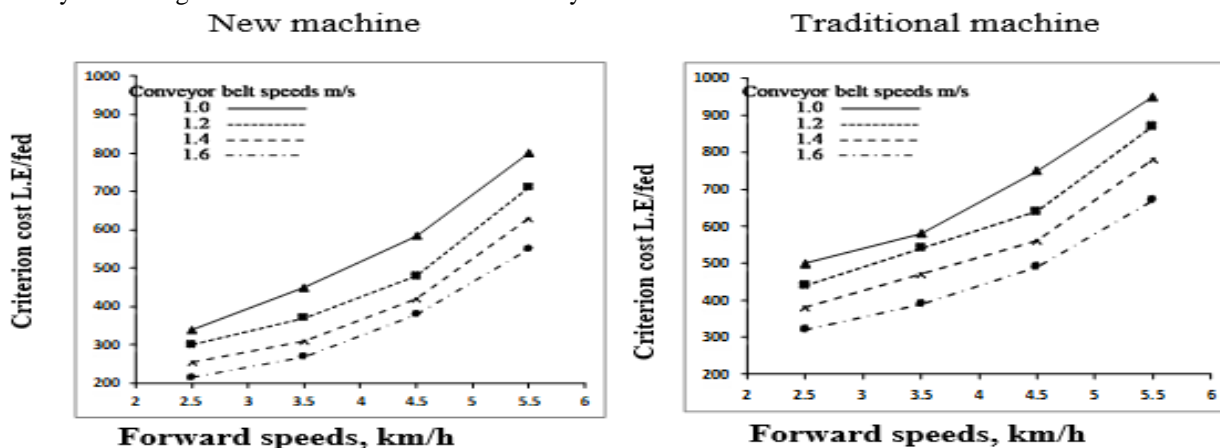 New machine
1000
900
800
700
600
500
400
300
200
Conveyor belt speeds m/s
1.0
1.2
1.4
1.6
2 2.5 3 3.5 4 4.5 5 5.5 6
Criterion cost L.E/fed
Forward speeds, km/h
Traditional machine
1000
900
800
700
600
500
400
300
200
Conveyor belt speeds m/s
1.0
1.2
1.4
1.6
2 2.5 3 3.5 4 4.5 5 5.5 6
Criterion cost L.E/fed
Forward speeds, km/h